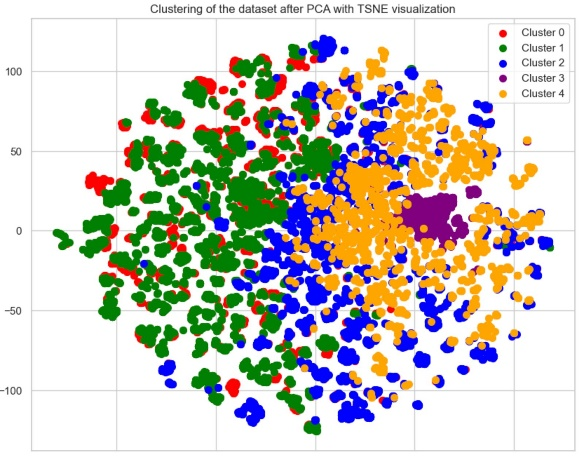 Clustering of the dataset after PCA with TSNE visualization
Cluster 0
Cluster 1
Cluster 2
Cluster 3
Cluster 4
100
50
0
−50
−100